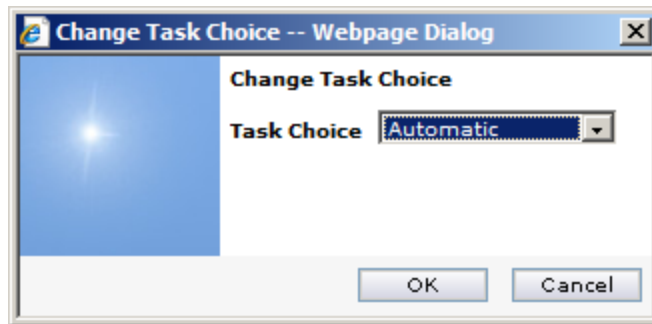 Change Task Choice -- Webpage Dialog
Change Task Choice
Task Choice Automatic
OK Cancel